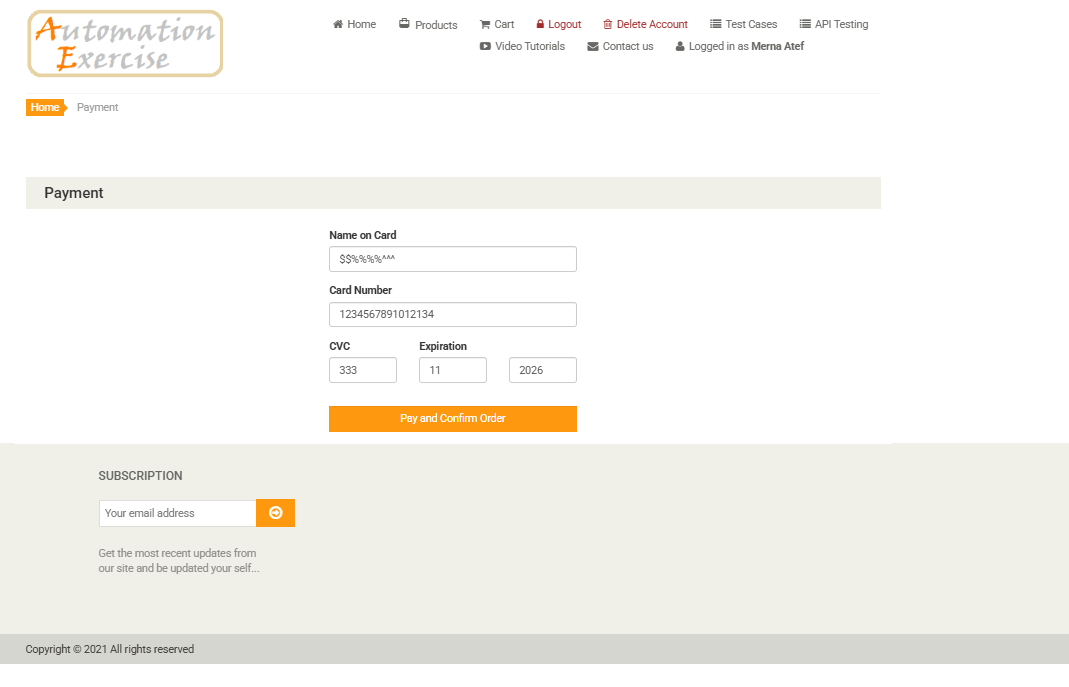 Automation
Exercise
Home Products Cart Logout Delete Account Test Cases API Testing
Video Tutorials Contact us Logged in as Merna Atef
Home Payment
Payment
Name on Card
$$%%%%^^^
Card Number
1234567891012134
CVC Expiration
333 11 2026
Pay and Confirm Order
SUBSCRIPTION
Your email address
Get the most recent updates from
our site and be updated your self...
Copyright © 2021 All rights reserved